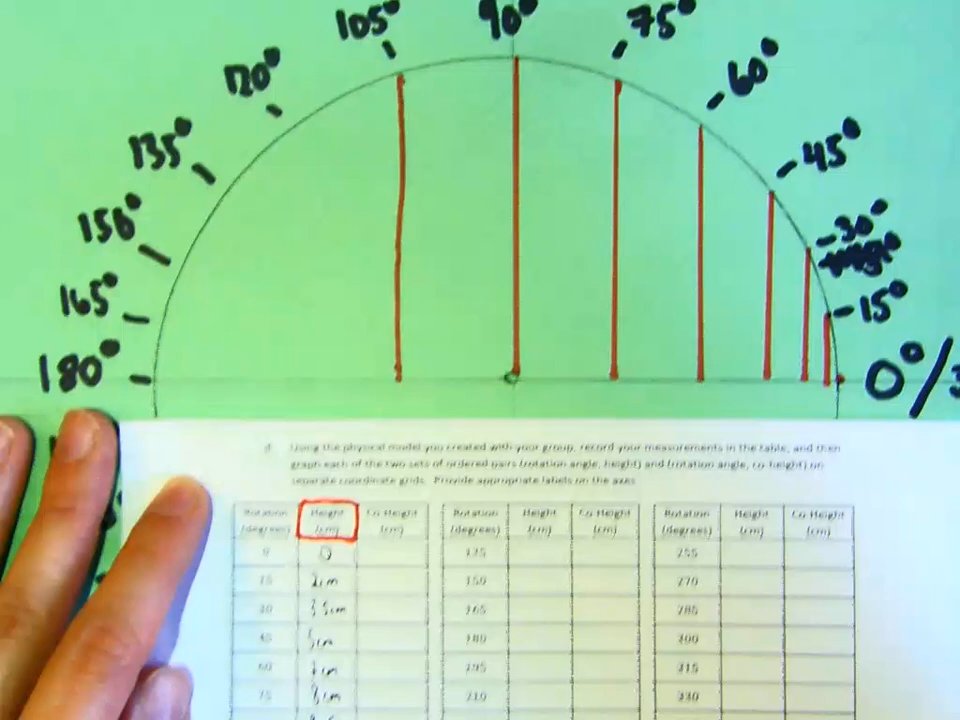 90°
105° 75°
120° 60°
135° 45°
150° 30°
165° 15°
180° 0°/3
Using the physical model you created with your group, record your measurements in the table, and then
graph each of the two sets of ordered pairs (rotation angle, height) and (rotation angle, co-height) on
separate coordinate grids. Provide appropriate labels on the axes
Rotation Height Co Height Rotation Height Co Height Rotation Height Co Height
(degrees) (cm) (cm) (degrees) (cm) (cm) (degrees) (cm) (cm)
0 0 135 255
15 2cm 150 270
30 3.5cm 165 285
45 5cm 180 300
60 7cm 195 315
75 8cm 210 330